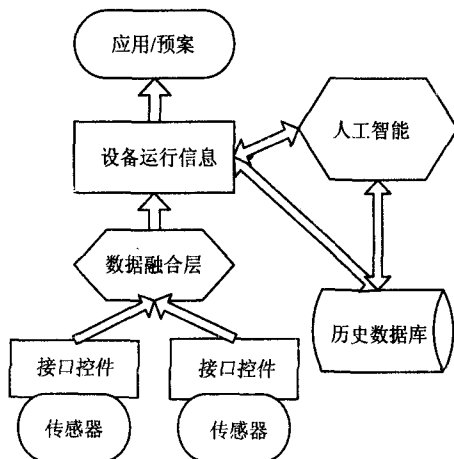 应用/预案
人工智能
设备运行信息
数据融合层
历史数据库
接口控件
接口控件
传感器
传感器